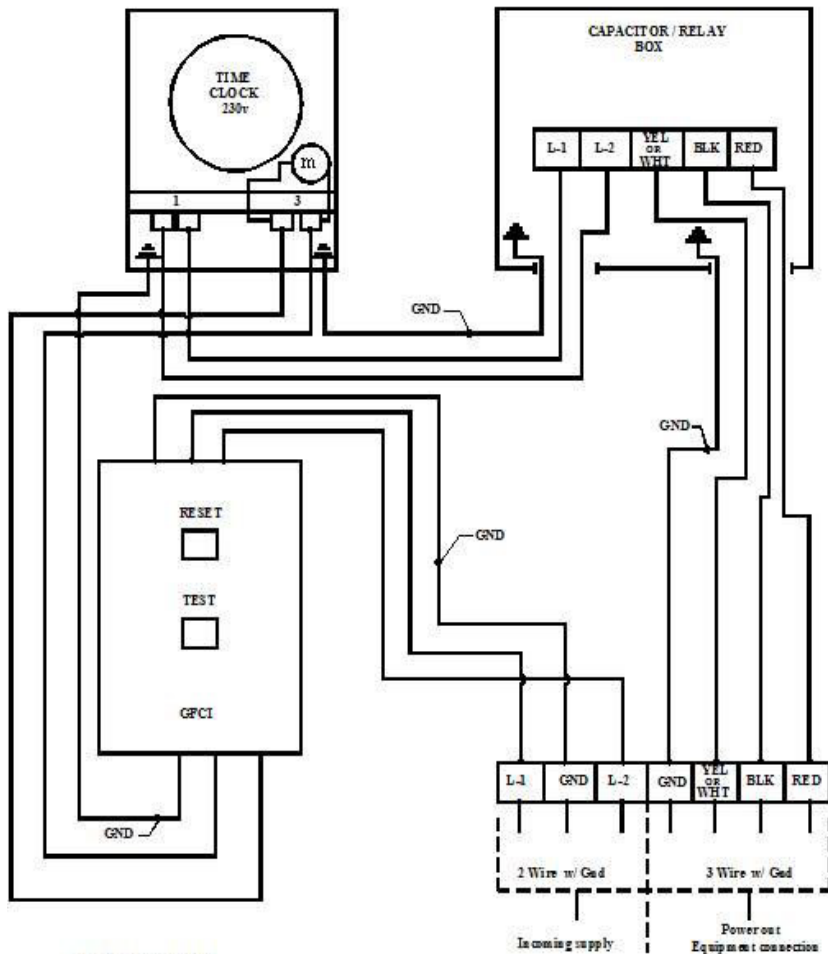 TIME
CLOCK
230v
m
1 3
CAPACITOR / RELAY
BOX
L-1 L-2 YEL OR WHT BLK RED
GND
GND
RESET
GND
TEST
GFCI
GND
L-1 GND L-2 GND YEL OR WHT BLK RED
2 Wire w/ Gnd 3 Wire w/ Gnd
Incoming supply
Power out
Equipment connection